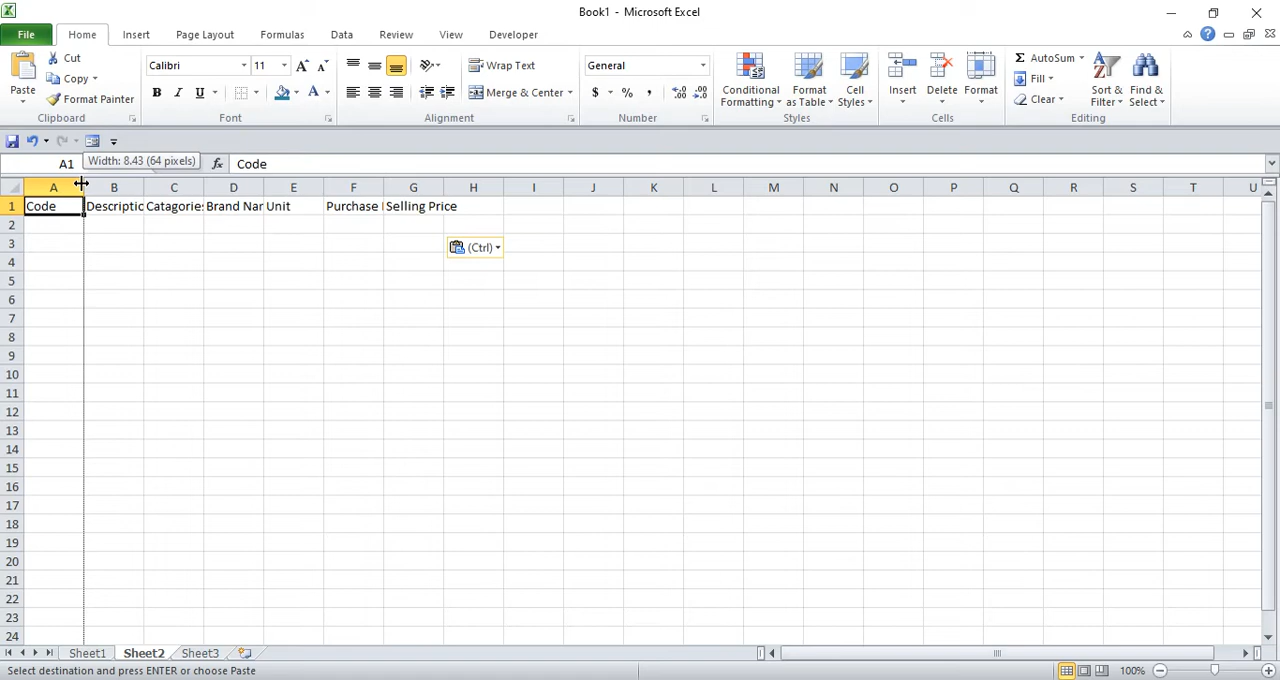 Book1 - Microsoft Excel
File Home Insert Page Layout Formulas Data Review View Developer
Cut
Copy
Format Painter
Paste
Clipboard
Calibri 11
B I U
Font
Wrap Text
Merge & Center
Alignment
General
$ % ,
Number
Conditional Formatting
Format as Table
Cell Styles
Styles
Insert Delete Format
Cells
AutoSum
Fill
Clear
Sort & Filter
Find & Select
Editing
A1
Width: 8.43 (64 pixels)
fx Code
A B C D E F G H I J K L M N O P Q R S T U
1 Code Descriptio Catagories Brand Nar Unit Purchase Selling Price
2
3 (Ctrl)
4
5
6
7
8
9
10
11
12
13
14
15
16
17
18
19
20
21
22
23
24
Sheet1 Sheet2 Sheet3
Select destination and press ENTER or choose Paste
100%